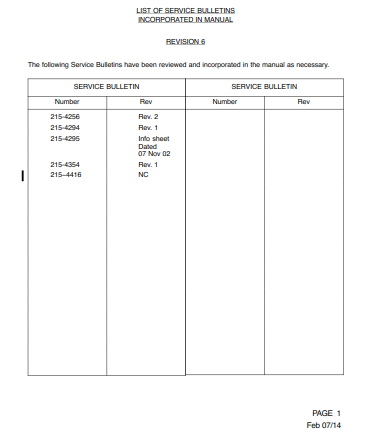 LIST OF SERVICE BULLETINS
INCORPORATED IN MANUAL
REVISION 6
The following Service Bulletins have been reviewed and incorporated in the manual as necessary.
SERVICE BULLETIN SERVICE BULLETIN
Number Rev Number Rev
215-4256 Rev. 2
215-4294 Rev. 1
215-4295 Info sheet
Dated
07 Nov 02
215-4354 Rev. 1
215–4416 NC
PAGE 1
Feb 07/14